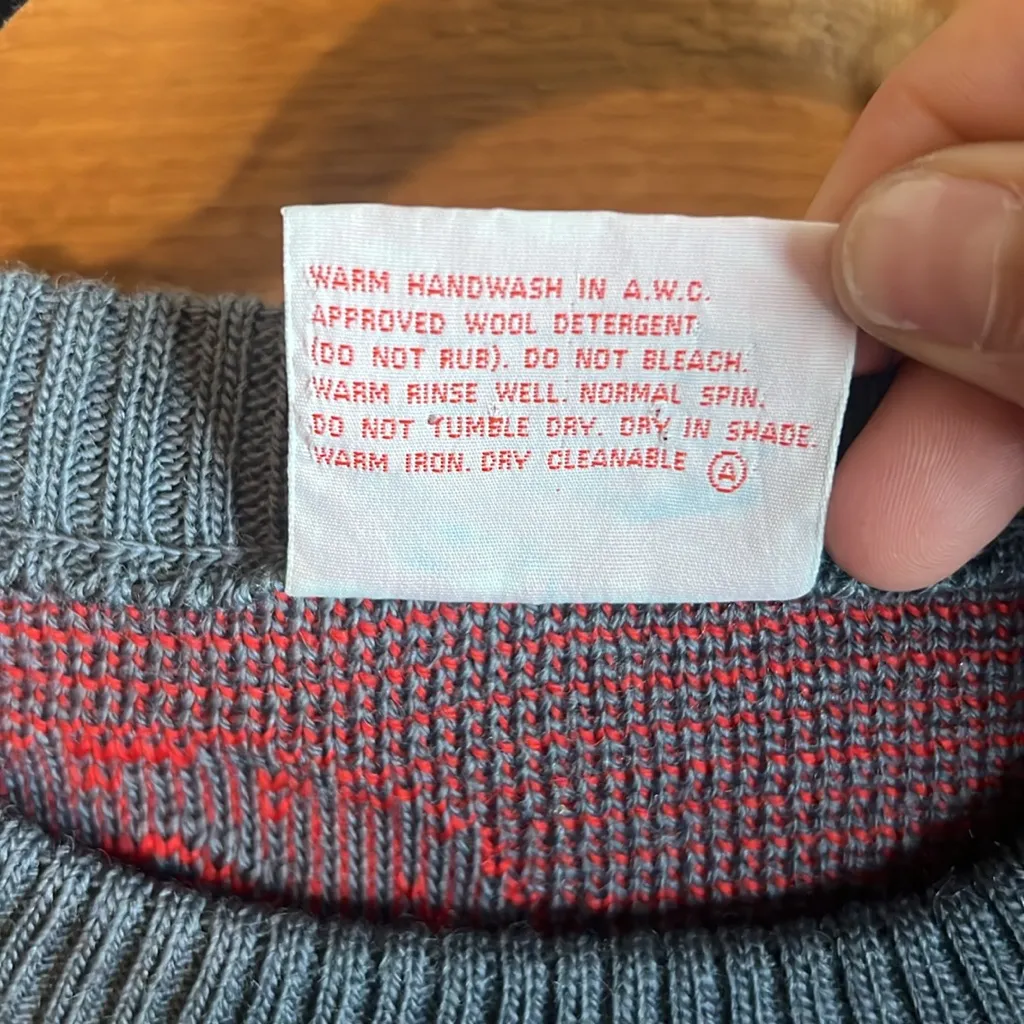 WARM HANDWASH IN A.W.C.
APPROVED WOOL DETERGENT
(DO NOT RUB). DO NOT BLEACH.
WARM RINSE WELL. NORMAL SPIN.
DO NOT TUMBLE DRY. DRY IN SHADE.
WARM IRON. DRY CLEANABLE Ⓐ